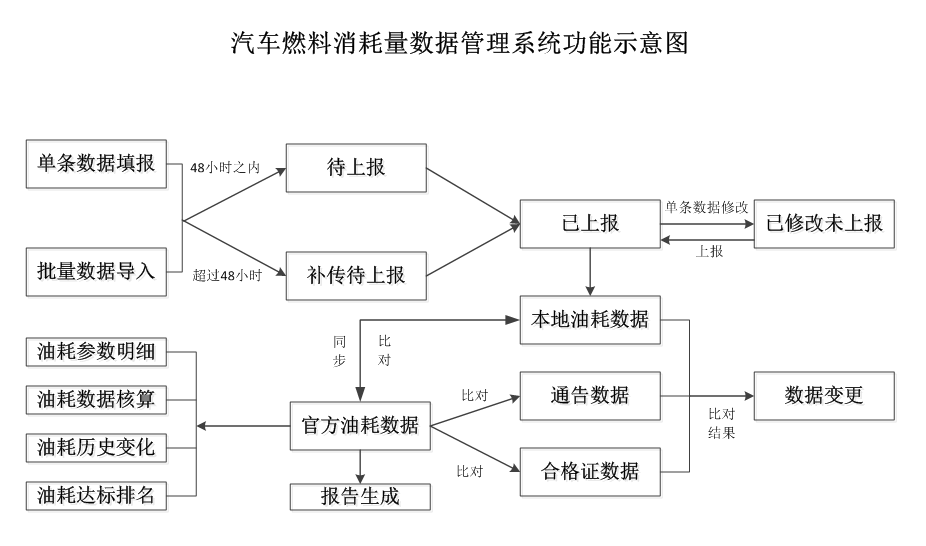 汽车燃料消耗量数据管理系统功能示意图
单条数据填报
48小时之内
待上报
单条数据修改
已上报
已修改未上报
上报
批量数据导入
超过48小时
补传待上报
本地油耗数据
同步
比对
油耗参数明细
油耗数据核算
油耗历史变化
油耗达标排名
官方油耗数据
比对
通告数据
比对
合格证数据
比对
结果
数据变更
报告生成